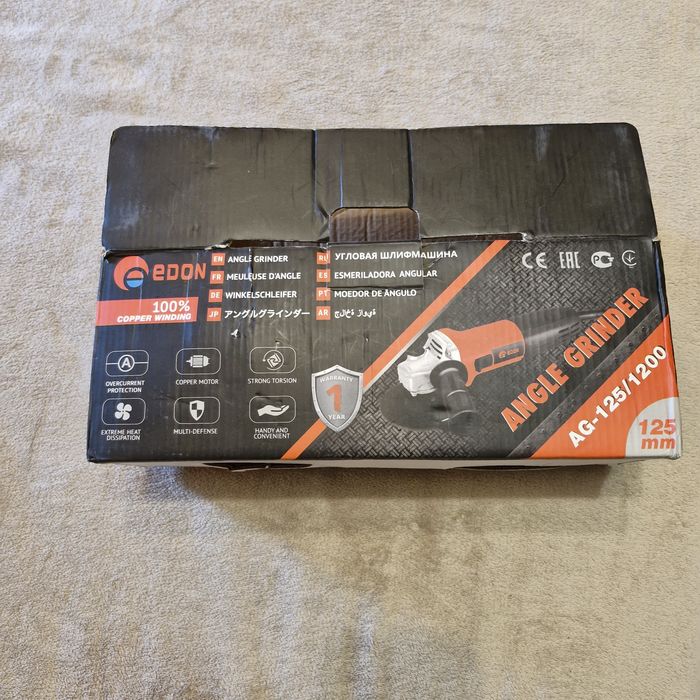 eDON
100%
COPPER WINDING
EN ANGLE GRINDER
FR MEULEUSE D'ANGLE
DE WINKELSCHLEIFER
JP アングルグラインダー
RU УГЛОВАЯ ШЛИФМАШИНА
ES ESMERILADORA ANGULAR
PT MOEDOR DE ÂNGULO
AR
CE EAC
OVERCURRENT
PROTECTION
COPPER MOTOR
STRONG TORSION
EXTREME HEAT
DISSIPATION
MULTI-DEFENSE
HANDY AND
CONVENIENT
WARRANTY
1
YEAR
EDON
ANGLE GRINDER
AG-125/1200
125
mm